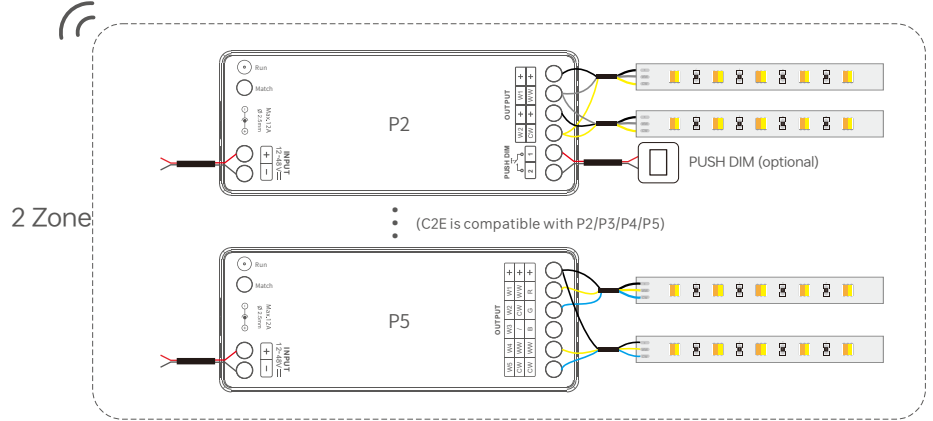 2 Zone
Run
Match
Max.12A
Ø 2.5mm
INPUT
12-48V
+
−
P2
OUTPUT
W1 + +
WW
+ +
W2 CW
PUSH DIM
1
2
PUSH DIM (optional)
(C2E is compatible with P2/P3/P4/P5)
Run
Match
Max.12A
Ø 2.5mm
INPUT
12-48V
+
−
P5
OUTPUT
+ + +
W1 WW R
W2 CW G
W3 / B
W4 WW WW
W5 CW CW